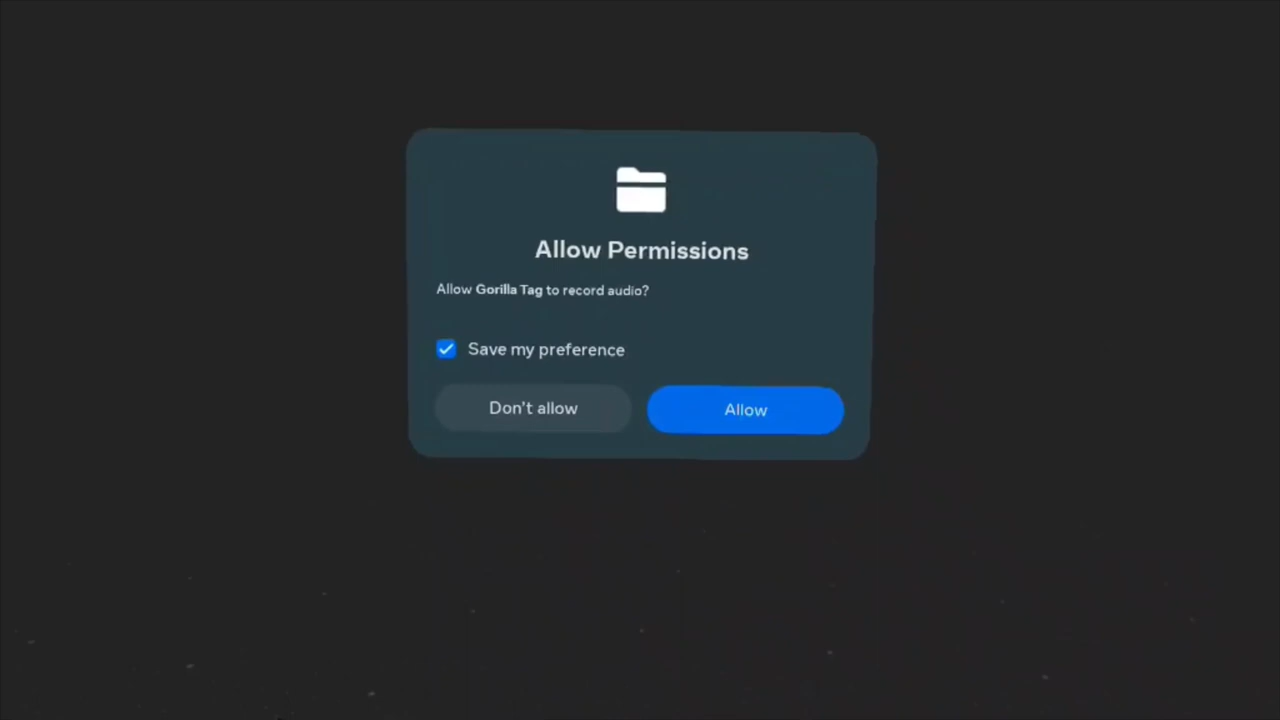 Allow Permissions
Allow Gorilla Tag to record audio?
Save my preference
Don't allow
Allow